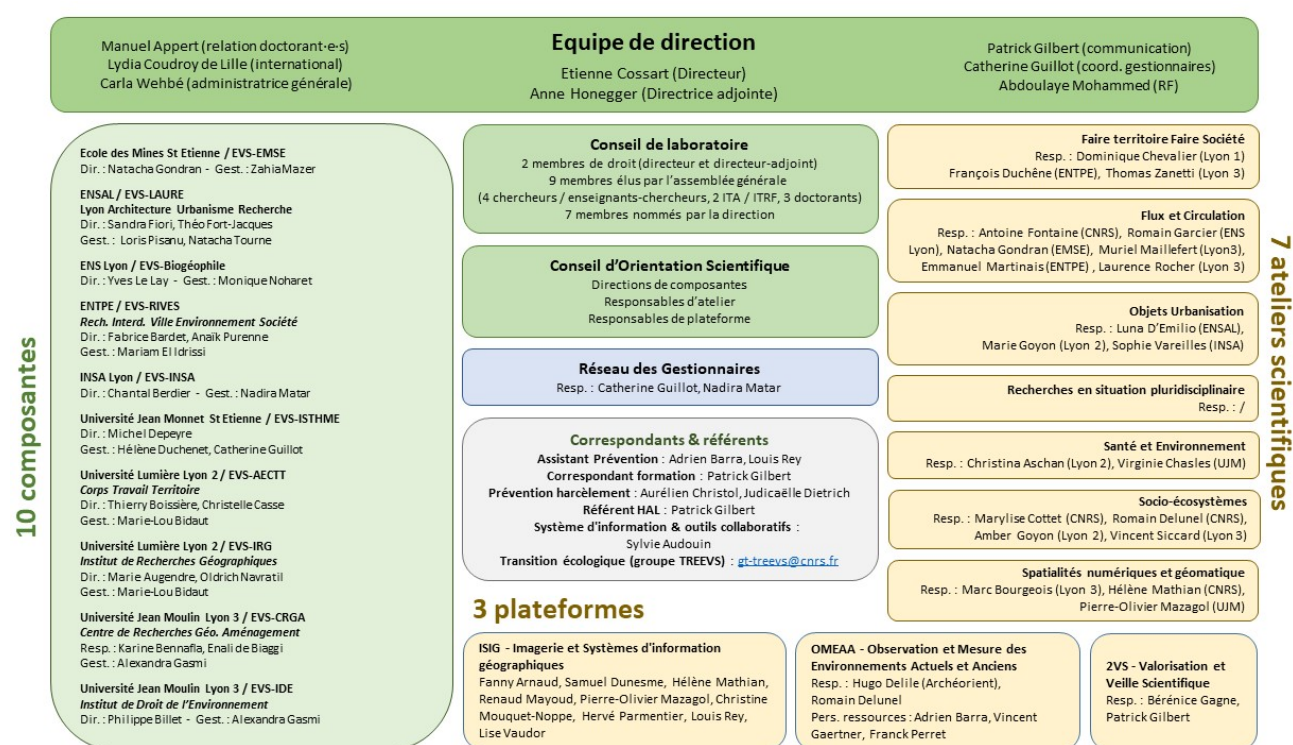 Manuel Appert (relation doctorant·e·s)
Lydia Coudroy de Lille (international)
Carla Wehbé (administratrice générale)
Equipe de direction
Etienne Cossart (Directeur)
Anne Honegger (Directrice adjointe)
Patrick Gilbert (communication)
Catherine Guillot (coord. gestionnaires)
Abdoulaye Mohammed (RF)
10 composantes
Ecole des Mines St Etienne / EVS-EMSE
Dir. : Natacha Gondran - Gest. : Zahia Mazer
ENSAL / EVS-LAURE
Lyon Architecture Urbanisme Recherche
Dir. : Sandra Fiori, Théo Fort-Jacques
Gest. : Loris Pisanu, Natacha Tourne
ENS Lyon / EVS-Biogéophile
Dir. : Yves Le Lay - Gest. : Monique Noharet
ENTPE / EVS-RIVES
Rech. Interd. Ville Environnement Société
Dir. : Fabrice Bardet, Anaïk Purenne
Gest. : Mariam El Idrissi
INSA Lyon / EVS-INSA
Dir. : Chantal Berdier - Gest. : Nadira Matar
Université Jean Monnet St Etienne / EVS-ISTHME
Dir. : Michel Depeyre
Gest. : Hélène Duchenet, Catherine Guillot
Université Lumière Lyon 2 / EVS-AECTT
Corps Travail Territoire
Dir. : Thierry Boissière, Christelle Casse
Gest. : Marie-Lou Bidaut
Université Lumière Lyon 2 / EVS-IRG
Institut de Recherches Géographiques
Dir. : Marie Augendre, Oldrich Navratil
Gest. : Marie-Lou Bidaut
Université Jean Moulin Lyon 3 / EVS-CRGA
Centre de Recherches Géo. Aménagement
Resp. : Karine Bennafla, Enali de Biaggi
Gest. : Alexandra Gasmi
Université Jean Moulin Lyon 3 / EVS-IDE
Institut de Droit de l'Environnement
Dir. : Philippe Billet - Gest. : Alexandra Gasmi
Conseil de laboratoire
2 membres de droit (directeur et directeur-adjoint)
9 membres élus par l'assemblée générale
(4 chercheurs / enseignants-chercheurs, 2 ITA / ITRF, 3 doctorants)
7 membres nommés par la direction
Conseil d'Orientation Scientifique
Directions de composantes
Responsables d'atelier
Responsables de plateforme
Réseau des Gestionnaires
Resp. : Catherine Guillot, Nadira Matar
Correspondants & référents
Assistant Prévention : Adrien Barra, Louis Rey
Correspondant formation : Patrick Gilbert
Prévention harcèlement : Aurélien Christol, Judicaëlle Dietrich
Référent HAL : Patrick Gilbert
Système d'information & outils collaboratifs :
Sylvie Audouin
Transition écologique (groupe TREEVS) : gt-treevs@cnrs.fr
7 ateliers scientifiques
Faire territoire Faire Société
Resp. : Dominique Chevalier (Lyon 1)
François Duchêne (ENTPE), Thomas Zanetti (Lyon 3)
Flux et Circulation
Resp. : Antoine Fontaine (CNRS), Romain Garcier (ENS
Lyon), Natacha Gondran (EMSE), Muriel Maillefert (Lyon3),
Emmanuel Martinais (ENTPE) , Laurence Rocher (Lyon 3)
Objets Urbanisation
Resp. : Luna D'Emilio (ENSAL),
Marie Goyon (Lyon 2), Sophie Vareilles (INSA)
Recherches en situation pluridisciplinaire
Resp. : /
Santé et Environnement
Resp. : Christina Aschan (Lyon 2), Virginie Chasles (UJM)
Socio-écosystèmes
Resp. : Marylise Cottet (CNRS), Romain Delunel (CNRS),
Amber Goyon (Lyon 2), Vincent Siccard (Lyon 3)
Spatialités numériques et géomatique
Resp. : Marc Bourgeois (Lyon 3), Hélène Mathian (CNRS),
Pierre-Olivier Mazagol (UJM)
3 plateformes
ISIG - Imagerie et Systèmes d'information
géographiques
Fanny Arnaud, Samuel Dunesme, Hélène Mathian,
Renaud Mayoud, Pierre-Olivier Mazagol, Christine
Mouquet-Noppe, Hervé Parmentier, Louis Rey,
Lise Vaudor
OMEAA - Observation et Mesure des
Environnements Actuels et Anciens
Resp. : Hugo Delile (Archéorient),
Romain Delunel
Pers. ressources : Adrien Barra, Vincent
Gaertner, Franck Perret
2VS - Valorisation et
Veille Scientifique
Resp. : Bérénice Gagne,
Patrick Gilbert